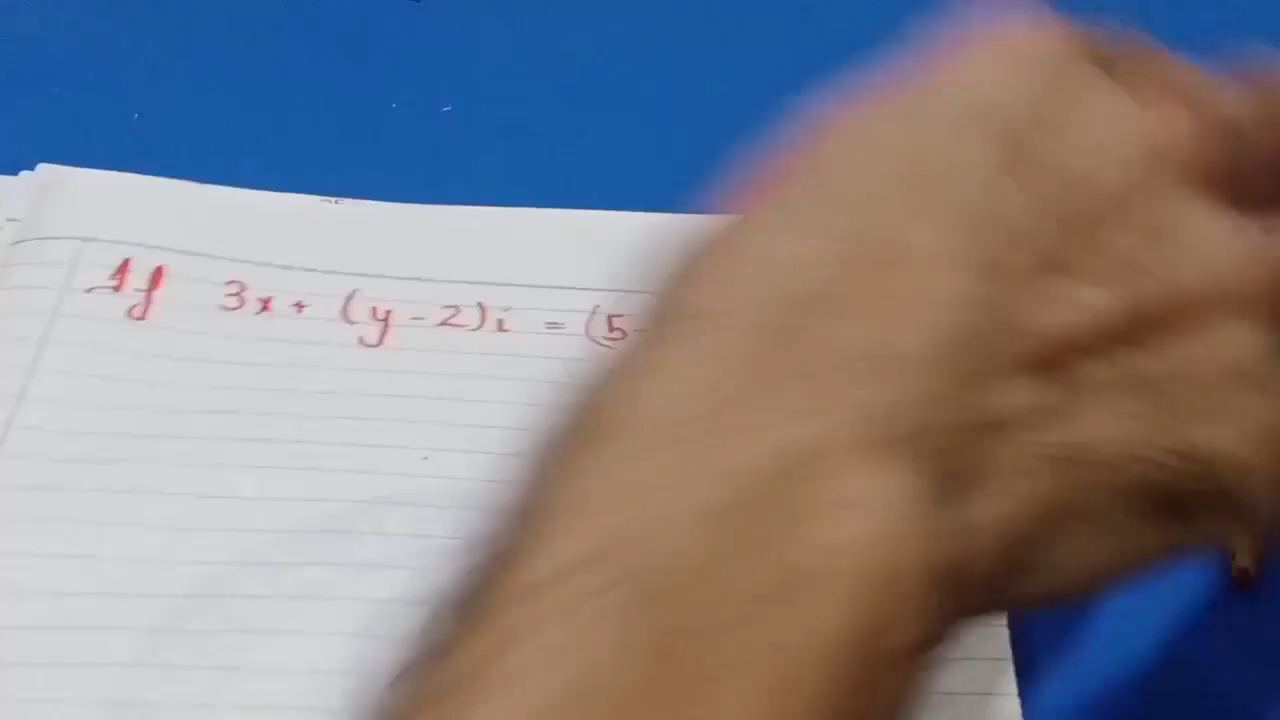 If 3x + (y - 2)i = (5 -